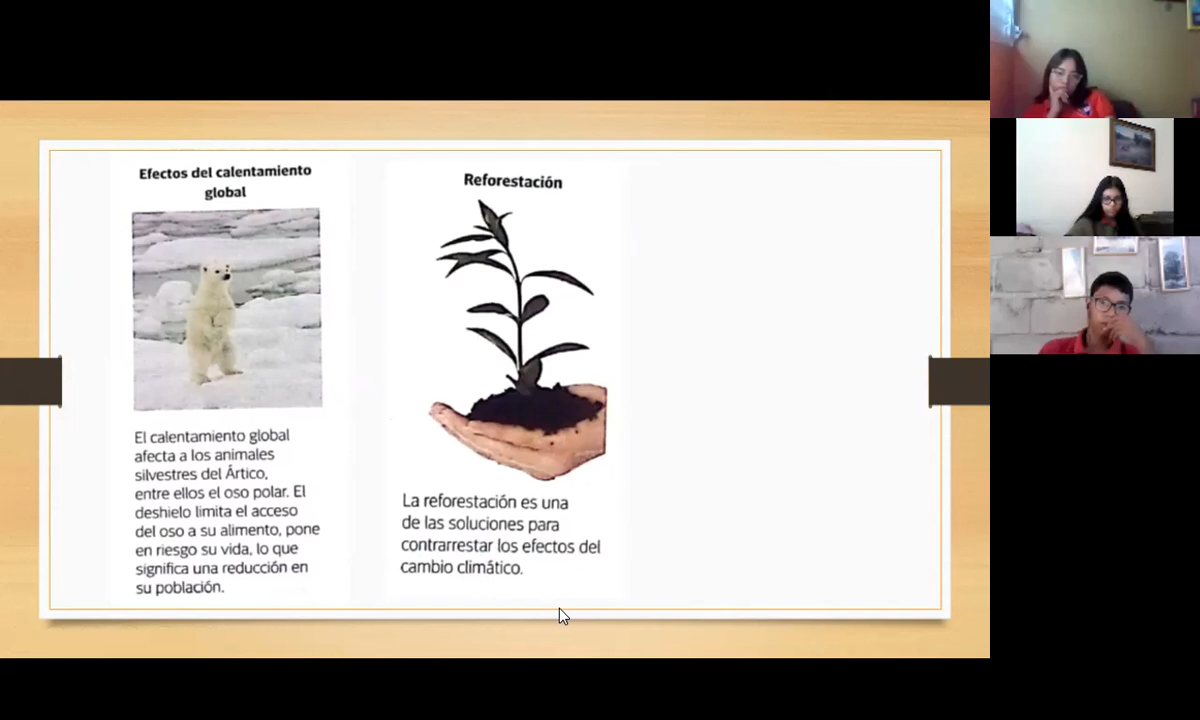 Efectos del calentamiento
global
El calentamiento global
afecta a los animales
silvestres del Ártico,
entre ellos el oso polar. El
deshielo limita el acceso
del oso a su alimento, pone
en riesgo su vida, lo que
significa una reducción en
su población.
Reforestación
La reforestación es una
de las soluciones para
contrarrestar los efectos del
cambio climático.